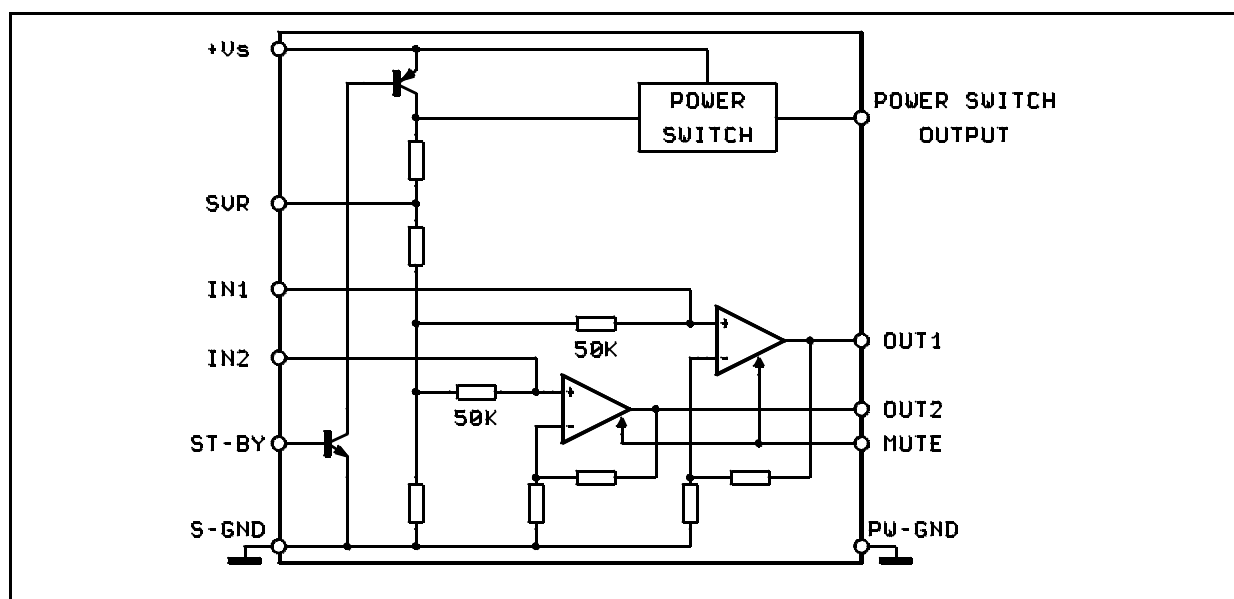 +Vs
POWER
SWITCH
POWER SWITCH
OUTPUT
SVR
IN1
+
-
50K
OUT1
IN2
+
-
50K
OUT2
ST-BY
MUTE
S-GND
PW-GND